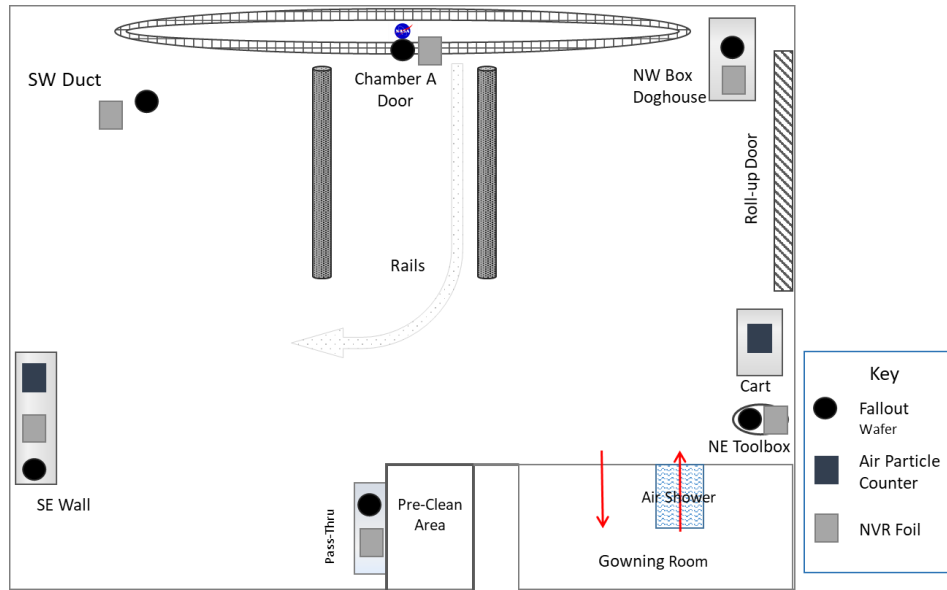 NASA
SW Duct
Chamber A
Door
NW Box
Doghouse
Roll-up Door
Rails
Cart
NE Toolbox
SE Wall
Pass-Thru
Pre-Clean
Area
Air Shower
Gowning Room
Key
Fallout
Wafer
Air Particle
Counter
NVR Foil